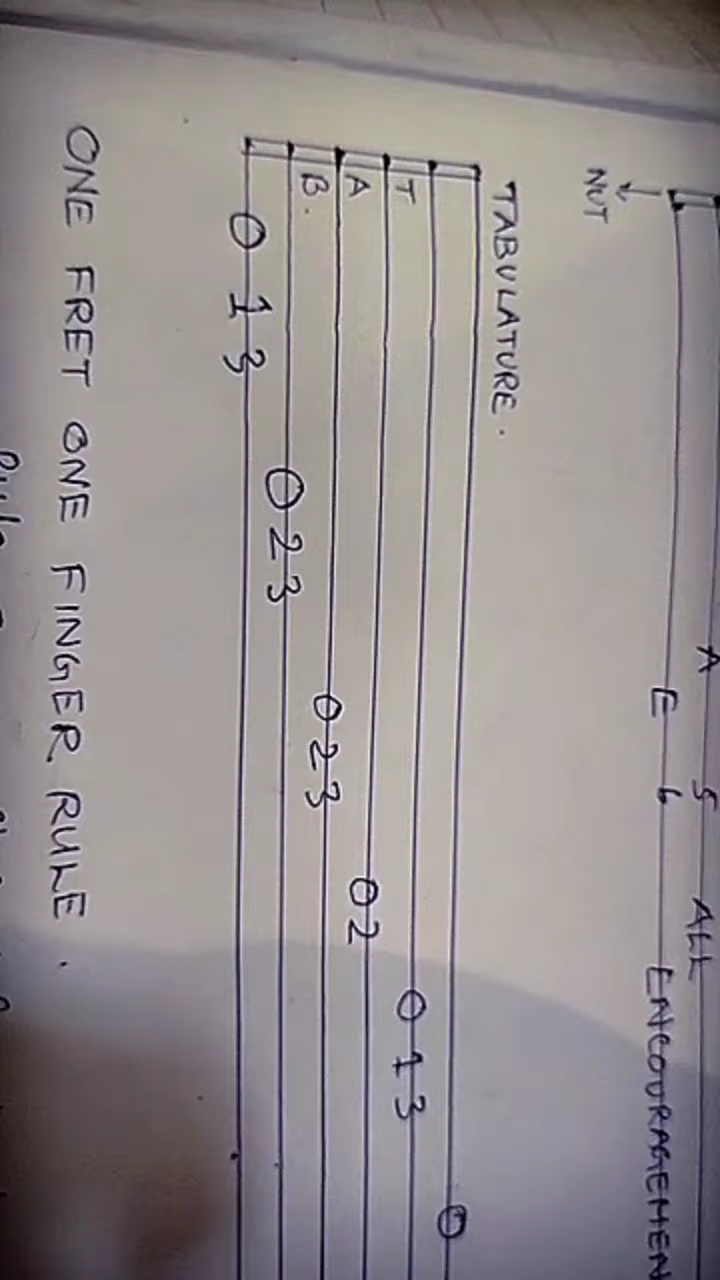 A 5 ALL
E 6 ENCOURAGEMEN
NUT
TABULATURE.
0
T 0 1 3
A 0 2
B. 0 2 3
0 2 3
0 1 3
ONE FRET ONE FINGER RULE.